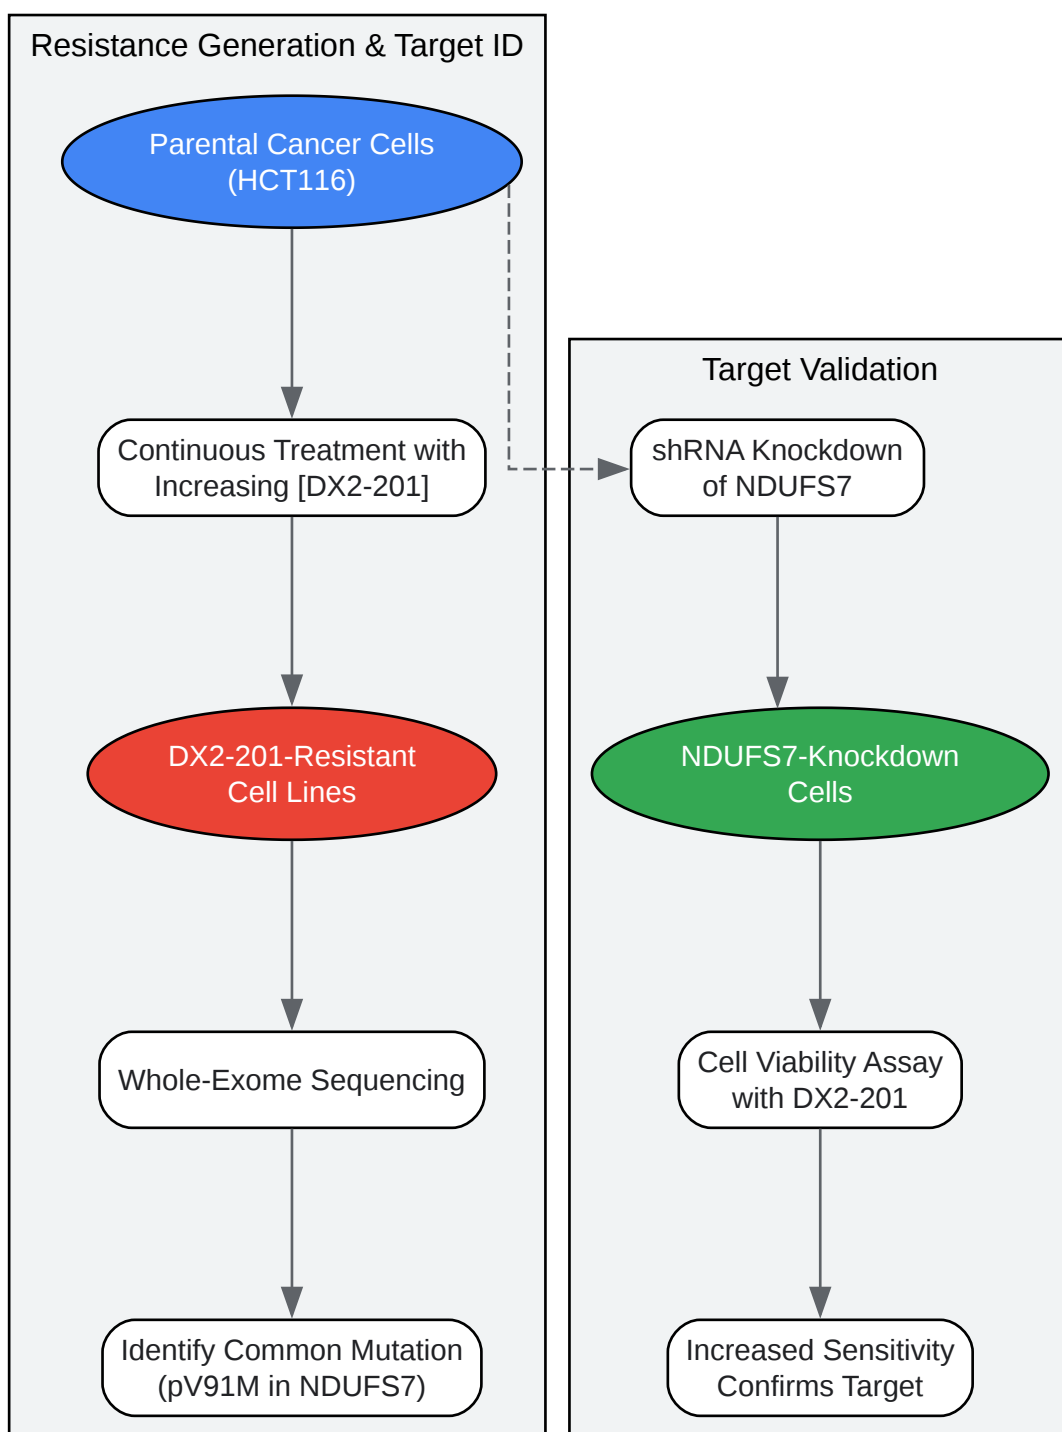 Resistance Generation & Target ID
Parental Cancer Cells
(HCT116)
Continuous Treatment with
Increasing [DX2-201]
DX2-201-Resistant
Cell Lines
Whole-Exome Sequencing
Identify Common Mutation
(pV91M in NDUFS7)
Target Validation
shRNA Knockdown
of NDUFS7
NDUFS7-Knockdown
Cells
Cell Viability Assay
with DX2-201
Increased Sensitivity
Confirms Target